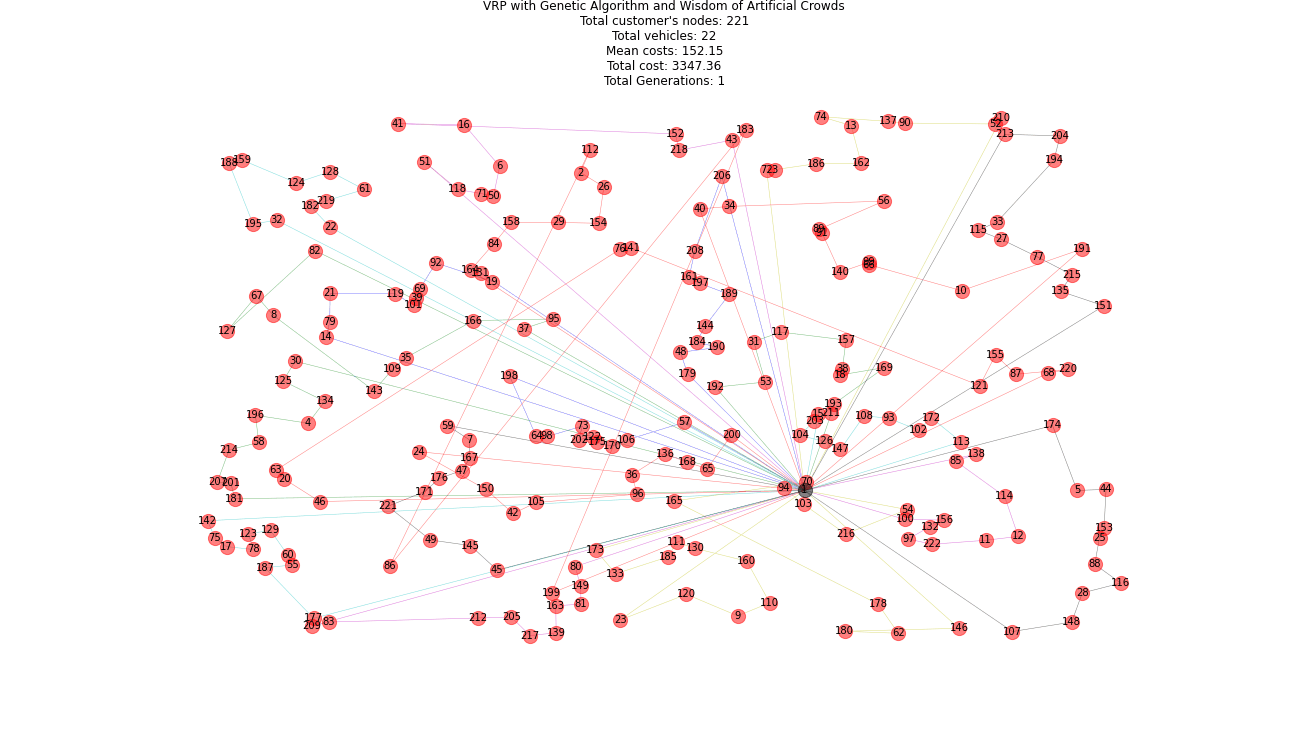 VRP with Genetic Algorithm and Wisdom of Artificial Crowds
Total customer's nodes: 221
Total vehicles: 22
Mean costs: 152.15
Total cost: 3347.36
Total Generations: 1
41 16 152 43 183 74 13 137 90 52 210 213 204
218 112 51 6 2 26 206 186 162 194
188 159 124 128 61 118 71 50 40 34 56
195 32 182 219 22 158 29 154 115 33 27
82 84 76 141 208 91 77 191
92 19 161 197 140 10 215
67 21 119 69 39 101 189 135 151
8 127 79 14 166 37 95 144 31 117 157
30 35 109 184 190 48 155
125 143 198 179 192 53 38 18 169 121 87 68 220
134 196 4 193 211 203 108 93 172 102 174
58 214 59 7 64 98 73 202 175 170 106 57 200 104 126 147 113 138
63 20 24 167 47 176 136 168 65 36 85
201 181 46 171 150 96 94 70 1 5 44
142 221 42 105 165 103 54 100 114
75 17 123 78 129 49 145 173 111 130 185 216 132 156 97 222 11 12 153 25
187 60 55 86 45 80 133 160 88
149 199 163 81 120 110 178 28 116
177 209 83 212 205 217 139 23 9 180 62 146 107 148